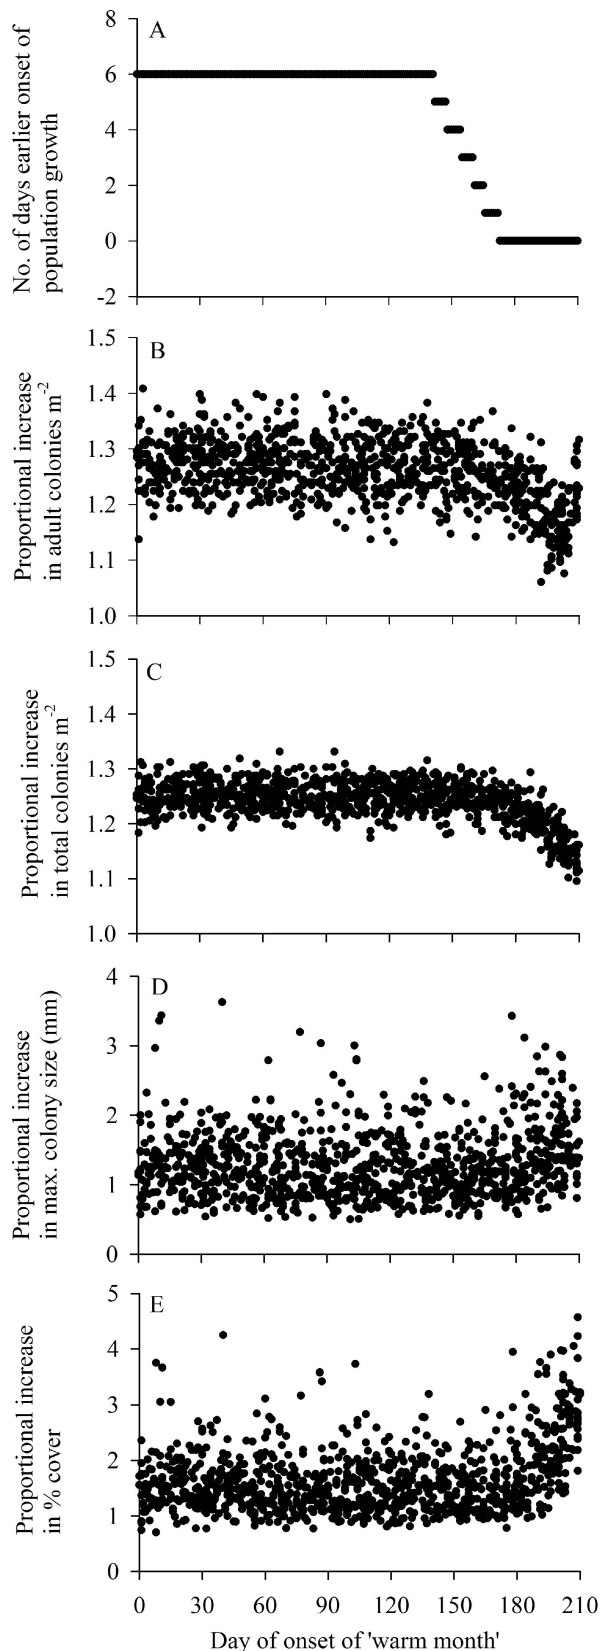 No. of days earlier onset of
population growth
A
8
6
4
2
0
-2
Proportional increase
in adult colonies m-2
B
1.5
1.4
1.3
1.2
1.1
1.0
Proportional increase
in total colonies m-2
C
1.5
1.4
1.3
1.2
1.1
1.0
Proportional increase
in max. colony size (mm)
D
4
3
2
1
0
Proportional increase
in % cover
E
5
4
3
2
1
0
0 30 60 90 120 150 180 210
Day of onset of 'warm month'